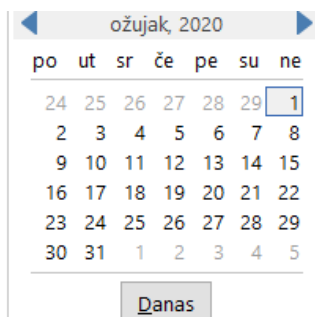 ožujak, 2020
po ut sr če pe su ne
24 25 26 27 28 29 1
2 3 4 5 6 7 8
9 10 11 12 13 14 15
16 17 18 19 20 21 22
23 24 25 26 27 28 29
30 31 1 2 3 4 5
Danas